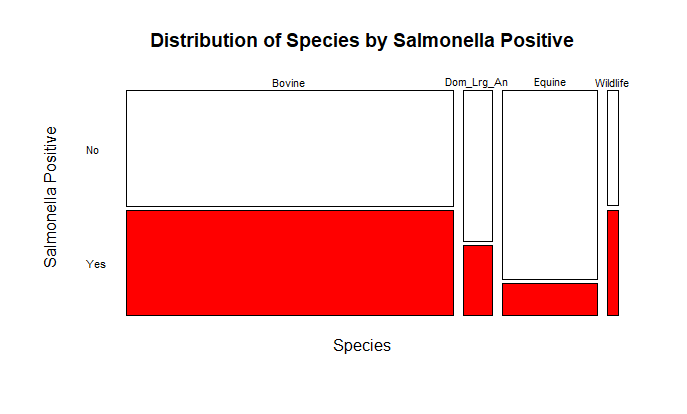 Distribution of Species by Salmonella Positive
Bovine
Dom_Lrg_An
Equine
Wildlife
Salmonella Positive
No
Yes
Species